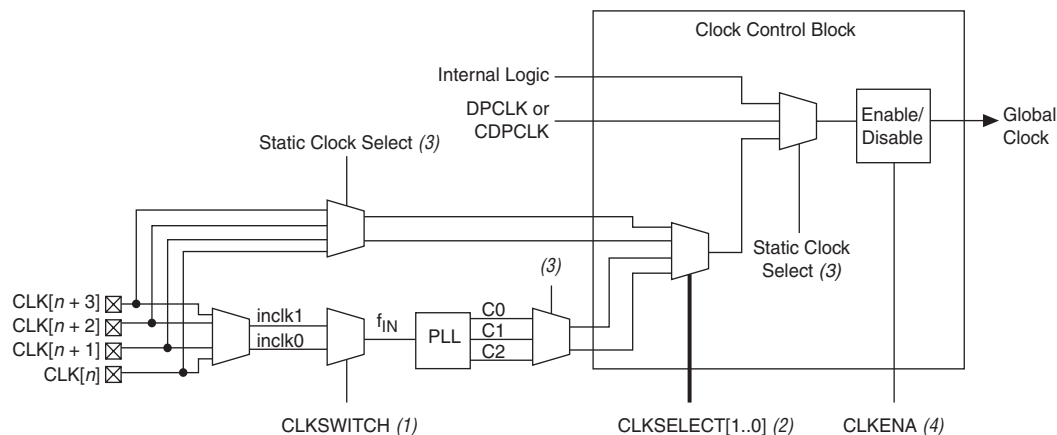 Clock Control Block
Internal Logic
DPCLK or
CDPCLK
Enable/
Disable
Global
Clock
Static Clock Select (3)
Static Clock
Select (3)
(3)
CLK[n + 3]
CLK[n + 2]
CLK[n + 1]
CLK[n]
inclk1
inclk0
fIN
PLL
C0
C1
C2
CLKSWITCH (1)
CLKSELECT[1..0] (2)
CLKENA (4)